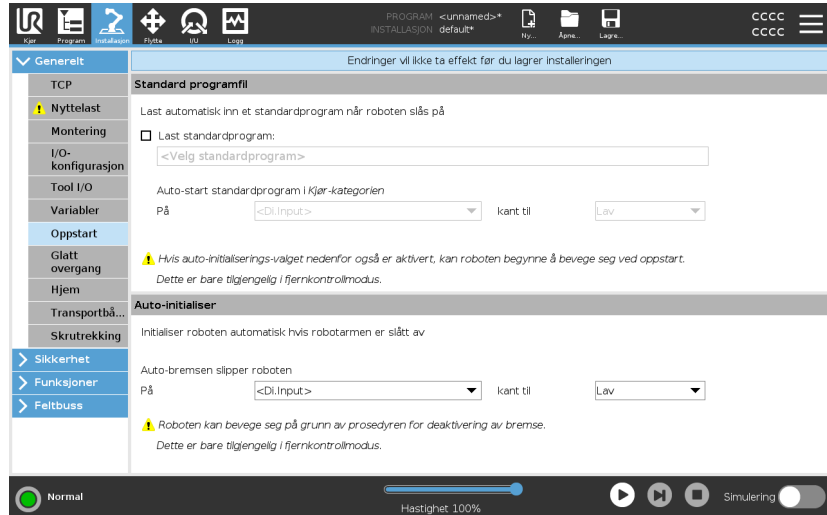 UR
PROGRAM <unnamed>*
INSTALLASJON default*
CCCC
CCCC
Kjør Program Installasjon Flytte I/U Logg Ny... Åpne... Lagre...
Generelt
TCP
Nyttelast
Montering
I/O-
konfigurasjon
Tool I/O
Variabler
Oppstart
Glatt
overgang
Hjem
Transportbå...
Skrutrekking
Sikkerhet
Funksjoner
Feltbuss
Endringer vil ikke ta effekt før du lagrer installeringen
Standard programfil
Last automatisk inn et standardprogram når roboten slås på
Last standardprogram:
<Velg standardprogram>
Auto-start standardprogram i Kjør-kategorien
På <Di.Input> kant til Lav
Hvis auto-initialiserings-valget nedenfor også er aktivert, kan roboten begynne å bevege seg ved oppstart.
Dette er bare tilgjengelig i fjernkontrollmodus.
Auto-initialiser
Initialiser roboten automatisk hvis robotarmen er slått av
Auto-bremsen slipper roboten
På <Di.Input> kant til Lav
Roboten kan bevege seg på grunn av prosedyren for deaktivering av bremse.
Dette er bare tilgjengelig i fjernkontrollmodus.
Normal
Hastighet 100%
Simulering